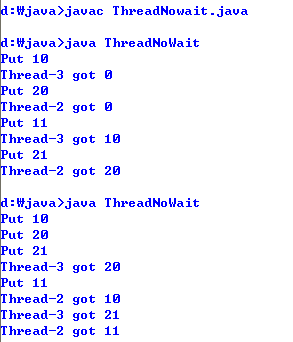 d:₩java>javac ThreadNowait.java
d:₩java>java ThreadNoWait
Put 10
Thread-3 got 0
Put 20
Thread-2 got 0
Put 11
Thread-3 got 10
Put 21
Thread-2 got 20
d:₩java>java ThreadNoWait
Put 10
Put 20
Put 21
Thread-3 got 20
Put 11
Thread-2 got 10
Thread-3 got 21
Thread-2 got 11